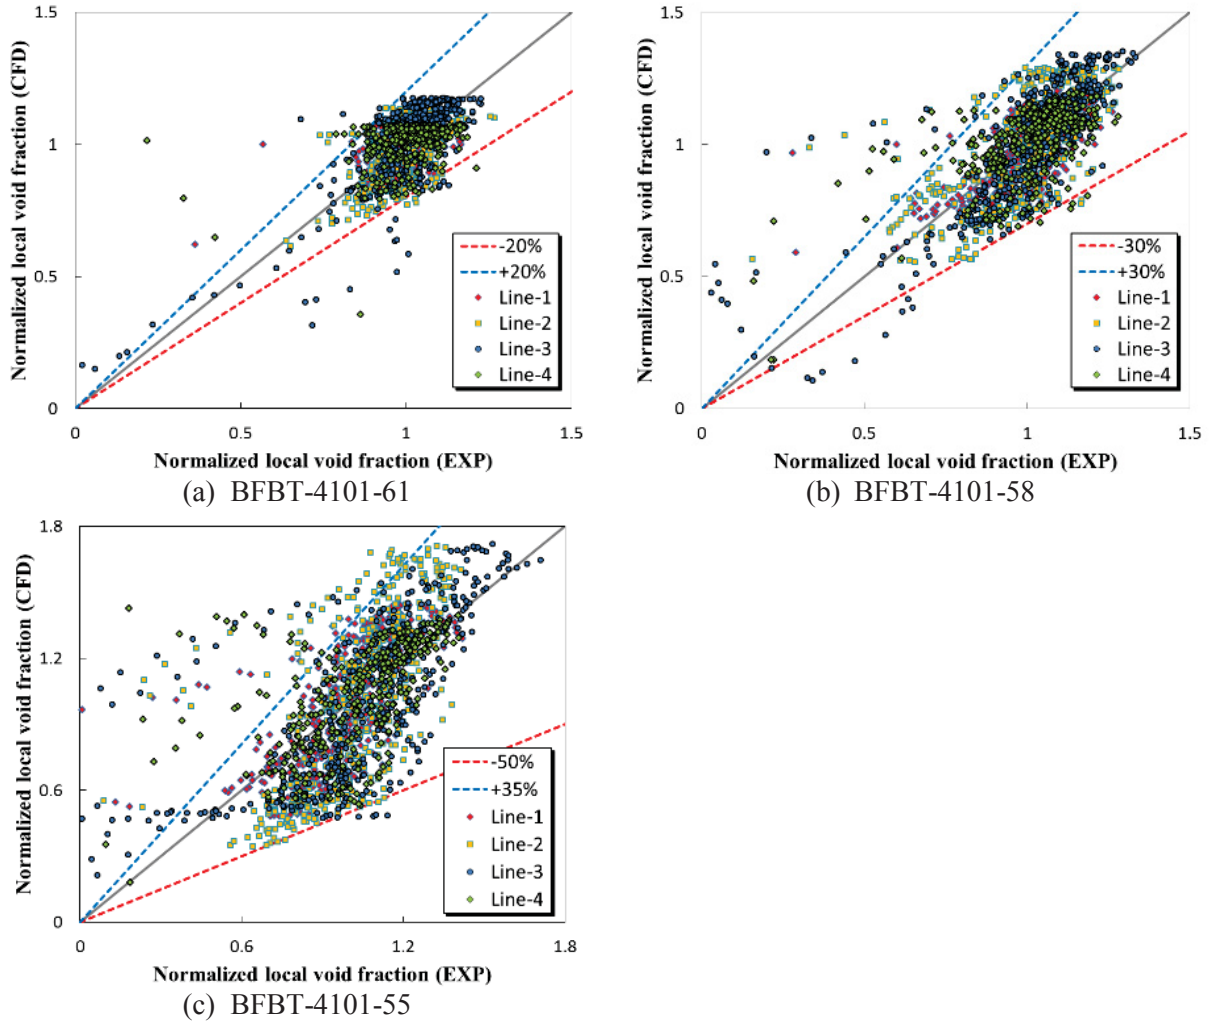 Normalized local void fraction (CFD)
1.5
1
0.5
0
0
0.5
1
1.5
-20%
+20%
Line-1
Line-2
Line-3
Line-4
Normalized local void fraction (EXP)
(a) BFBT-4101-61
Normalized local void fraction (CFD)
1.5
1
0.5
0
0
0.5
1
1.5
-30%
+30%
Line-1
Line-2
Line-3
Line-4
Normalized local void fraction (EXP)
(b) BFBT-4101-58
Normalized local void fraction (CFD)
1.8
1.2
0.6
0
0
0.6
1.2
1.8
-50%
+35%
Line-1
Line-2
Line-3
Line-4
Normalized local void fraction (EXP)
(c) BFBT-4101-55